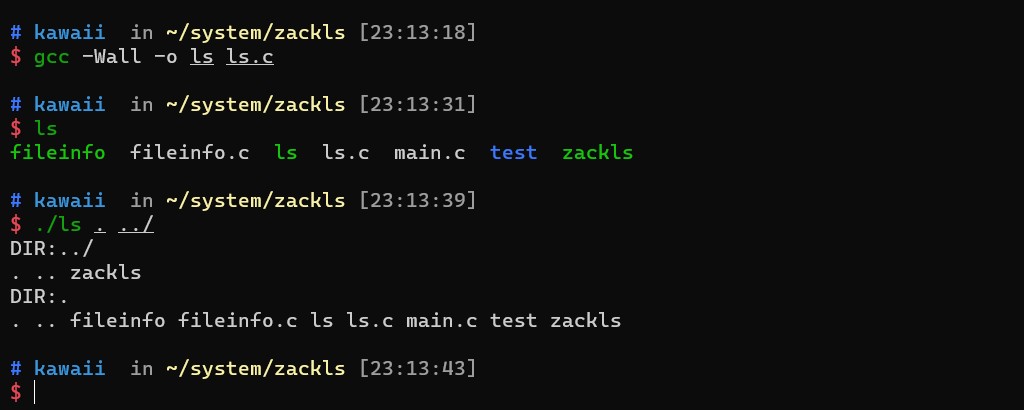 # kawaii  in ~/system/zackls [23:13:18]
$ gcc -Wall -o ls ls.c
# kawaii  in ~/system/zackls [23:13:31]
$ ls
fileinfo  fileinfo.c  ls  ls.c  main.c  test  zackls
# kawaii  in ~/system/zackls [23:13:39]
$ ./ls . ../
DIR:../
. .. zackls
DIR:.
. .. fileinfo fileinfo.c ls ls.c main.c test zackls
# kawaii  in ~/system/zackls [23:13:43]
$